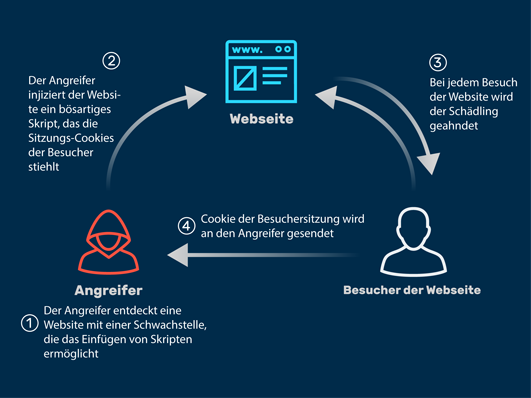 www.
②
Der Angreifer
injiziert der Websi-
te ein bösartiges
Skript, das die
Sitzungs-Cookies
der Besucher
stiehlt
Webseite
③
Bei jedem Besuch
der Website wird
der Schädling
geahndet
④ Cookie der Besuchersitzung wird
an den Angreifer gesendet
Angreifer
Besucher der Webseite
① Der Angreifer entdeckt eine
Website mit einer Schwachstelle,
die das Einfügen von Skripten
ermöglicht